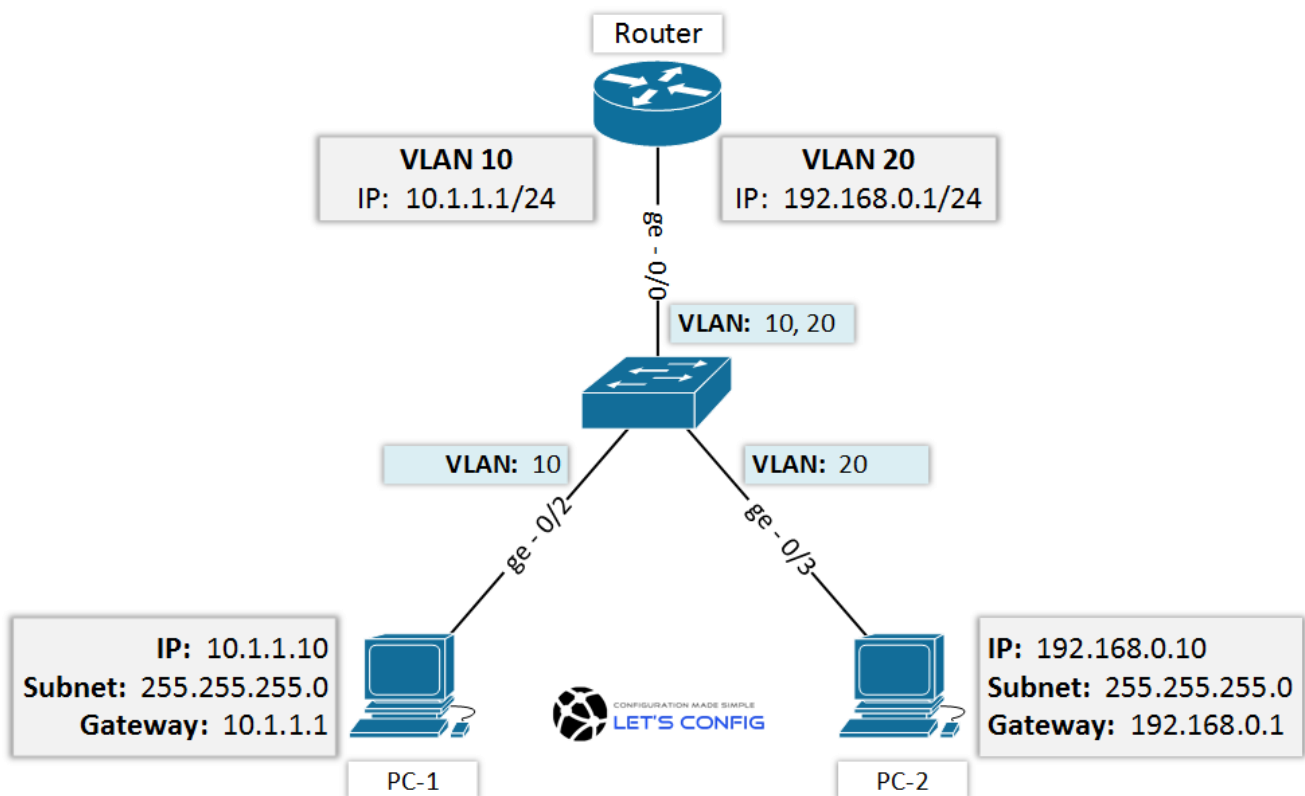 Router
VLAN 10
IP: 10.1.1.1/24
VLAN 20
IP: 192.168.0.1/24
ge - 0/0
VLAN: 10, 20
VLAN: 10
VLAN: 20
ge - 0/2
ge - 0/3
IP: 10.1.1.10
Subnet: 255.255.255.0
Gateway: 10.1.1.1
PC-1
CONFIGURATION MADE SIMPLE
LET'S CONFIG
IP: 192.168.0.10
Subnet: 255.255.255.0
Gateway: 192.168.0.1
PC-2